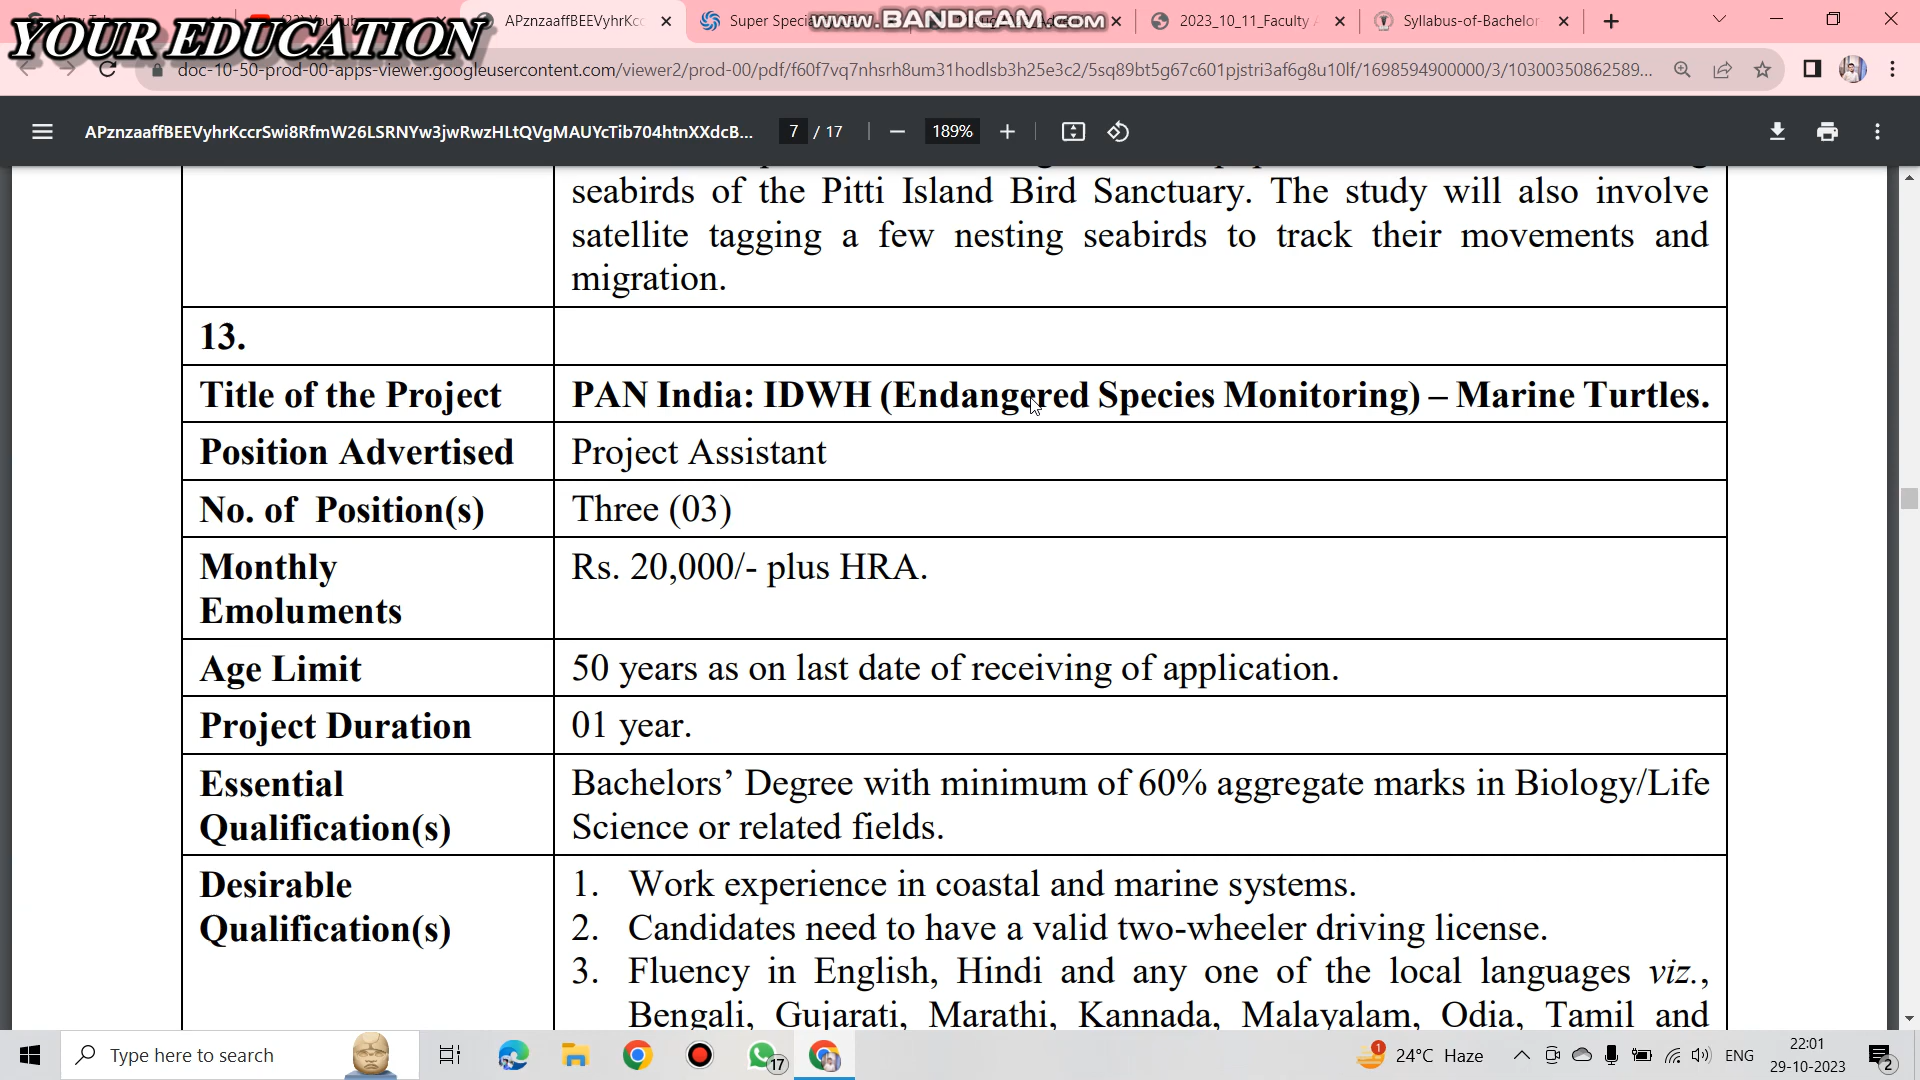 YOUR EDUCATION
www.BANDICAM.com
APznzaaffBEEVyhrKcc
Super Speci
2023_10_11_Faculty
Syllabus-of-Bachelor
doc-10-50-prod-00-apps-viewer.googleusercontent.com/viewer2/prod-00/pdf/f60f7vq7nhsrh8um31hodlsb3h25e3c2/5sq89bt5g67c601pjstri3af6g8u10lf/1698594900000/3/10300350862589...
APznzaaffBEEVyhrKccrSwi8RfmW26LSRNYw3jwRwzHLtQVgMAUYcTib704htnXXdcB...
7 / 17
189%
seabirds of the Pitti Island Bird Sanctuary. The study will also involve
satellite tagging a few nesting seabirds to track their movements and
migration.
13.
Title of the Project
PAN India: IDWH (Endangered Species Monitoring) – Marine Turtles.
Position Advertised
Project Assistant
No. of Position(s)
Three (03)
Monthly
Emoluments
Rs. 20,000/- plus HRA.
Age Limit
50 years as on last date of receiving of application.
Project Duration
01 year.
Essential
Qualification(s)
Bachelors’ Degree with minimum of 60% aggregate marks in Biology/Life
Science or related fields.
Desirable
Qualification(s)
1. Work experience in coastal and marine systems.
2. Candidates need to have a valid two-wheeler driving license.
3. Fluency in English, Hindi and any one of the local languages viz.,
Bengali, Gujarati, Marathi, Kannada, Malayalam, Odia, Tamil and
Type here to search
17
1
24°C Haze
ENG
22:01
29-10-2023
2